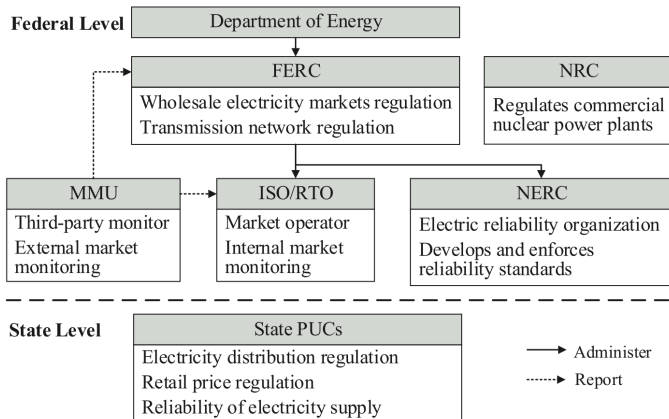 Federal Level
Department of Energy
FERC
Wholesale electricity markets regulation
Transmission network regulation
NRC
Regulates commercial
nuclear power plants
MMU
Third-party monitor
External market
monitoring
ISO/RTO
Market operator
Internal market
monitoring
NERC
Electric reliability organization
Develops and enforces
reliability standards
State Level
State PUCs
Electricity distribution regulation
Retail price regulation
Reliability of electricity supply
Administer
Report